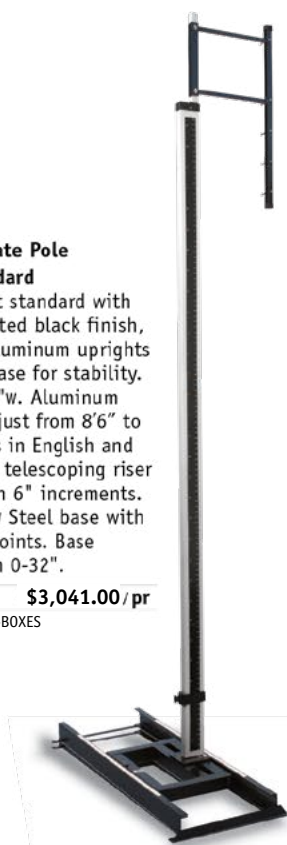 ate Pole
dard
t standard with
ted black finish,
uminum uprights
ase for stability.
"w. Aluminum
just from 8'6" to
s in English and
telescoping riser
n 6" increments.
Steel base with
oints. Base
n 0-32".
$3,041.00/pr
BOXES